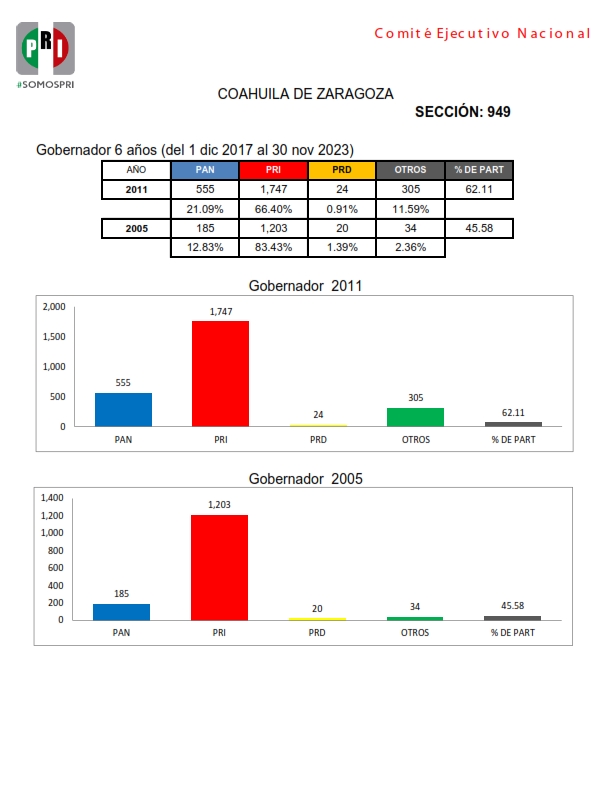 Comité Ejecutivo Nacional
PRI
#SOMOSPRI
COAHUILA DE ZARAGOZA
SECCIÓN: 949
Gobernador 6 años (del 1 dic 2017 al 30 nov 2023)
AÑO PAN PRI PRD OTROS % DE PART
2011 555 1,747 24 305 62.11
21.09% 66.40% 0.91% 11.59%
2005 185 1,203 20 34 45.58
12.83% 83.43% 1.39% 2.36%
Gobernador 2011
2,000
1,500
1,000
500
0
555
1,747
24
305
62.11
PAN PRI PRD OTROS % DE PART
Gobernador 2005
1,400
1,200
1,000
800
600
400
200
0
185
1,203
20
34
45.58
PAN PRI PRD OTROS % DE PART